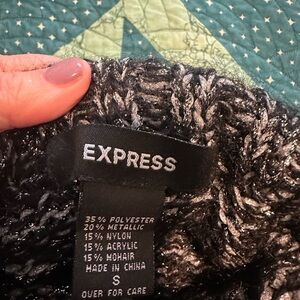 EXPRESS
35% POLYESTER
20% METALLIC
15% NYLON
15% ACRYLIC
15% MOHAIR
MADE IN CHINA
S
OVER FOR CARE